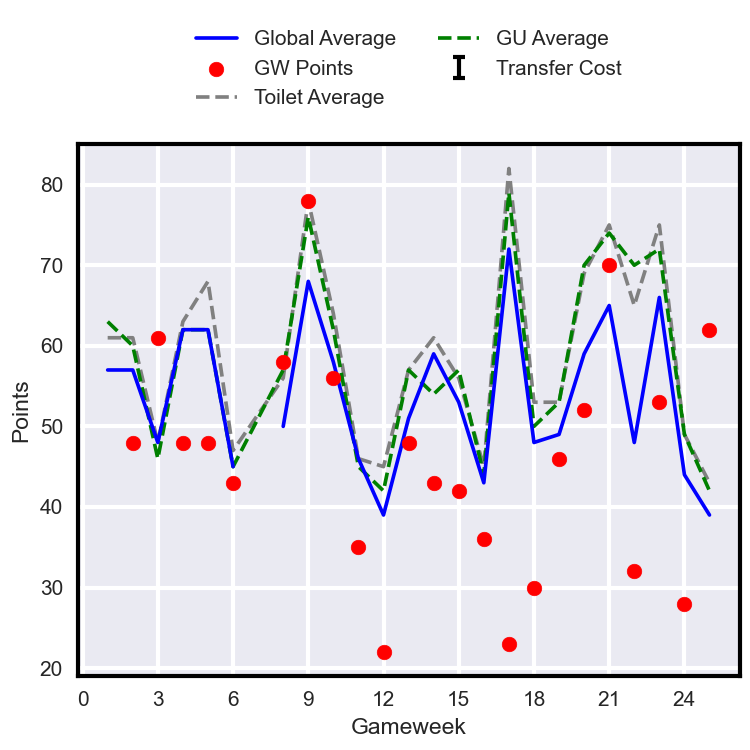 Global Average
GW Points
Toilet Average
GU Average
Transfer Cost
Points
80
70
60
50
40
30
20
0 3 6 9 12 15 18 21 24
Gameweek